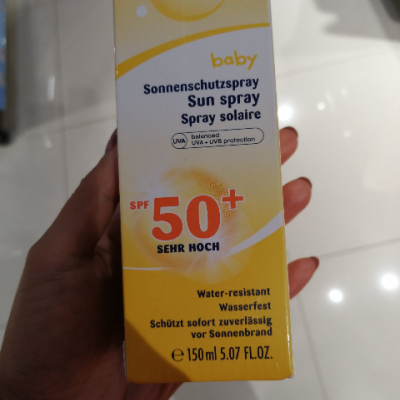 baby
Sonnenschutzspray
Sun spray
Spray solaire
UVA balanced
UVA + UVB protection
SPF 50+
SEHR HOCH
Water-resistant
Wasserfest
Schützt sofort zuverlässig
vor Sonnenbrand
℮ 150 ml 5.07 FL.OZ.